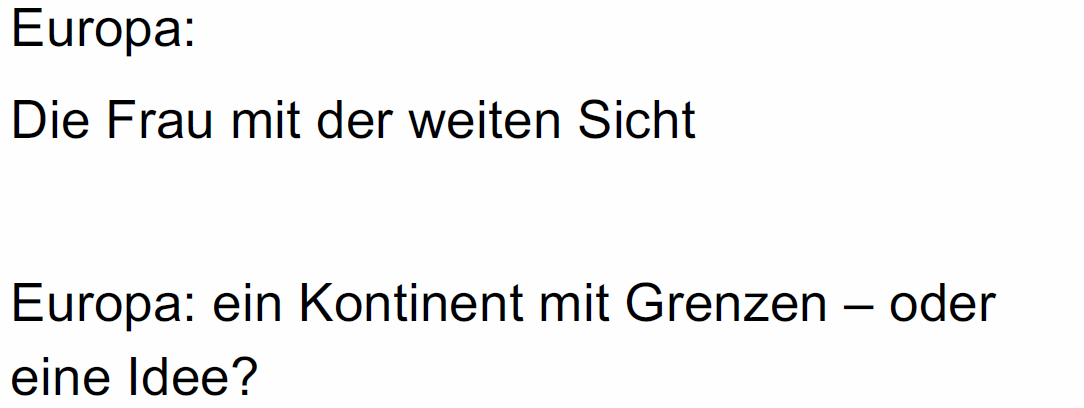 Europa:
Die Frau mit der weiten Sicht
Europa: ein Kontinent mit Grenzen – oder
eine Idee?